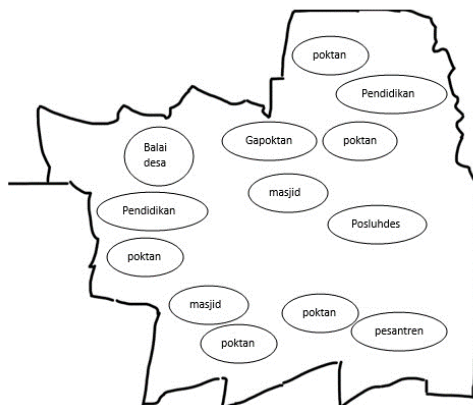 poktan
Pendidikan
Gapoktan
poktan
Balai
desa
masjid
Pendidikan
Posluhdes
poktan
masjid
poktan
pesantren
poktan